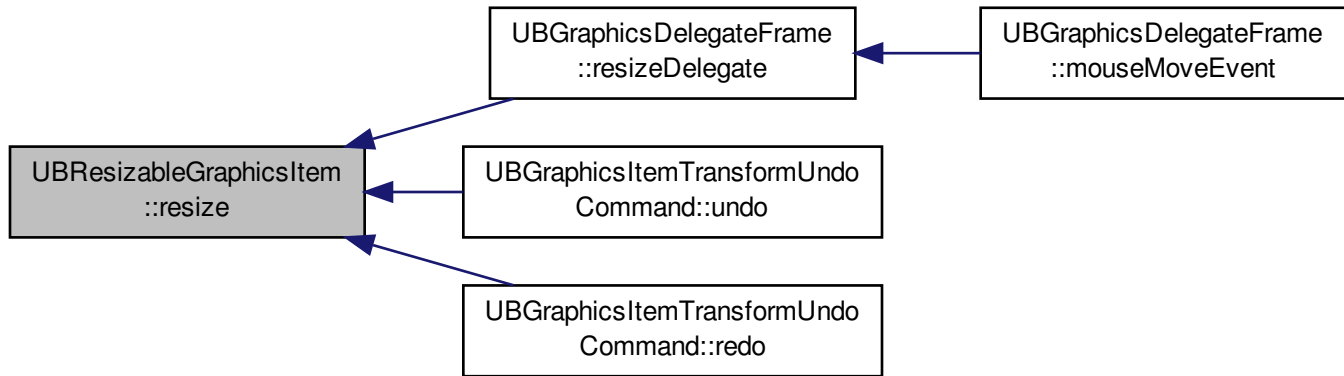 UBResizableGraphicsItem
::resize
UBGraphicsDelegateFrame
::resizeDelegate
UBGraphicsDelegateFrame
::mouseMoveEvent
UBGraphicsItemTransformUndo
Command::undo
UBGraphicsItemTransformUndo
Command::redo